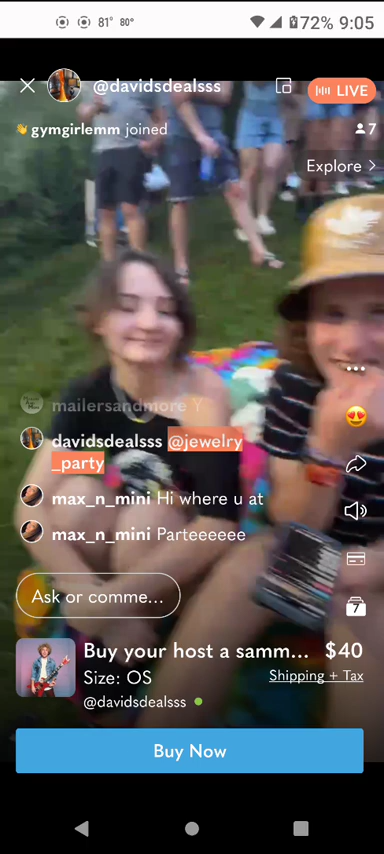 81° 80°
72% 9:05
@davidsdealsss
LIVE
gymgirlemm joined
7
Explore
mailersandmore Y
davidsdealsss @jewelry
_party
max_n_mini Hi where u at
max_n_mini Parteeeeee
7
Ask or comme...
Buy your host a samm... $40
Size: OS
Shipping + Tax
@davidsdealsss
Buy Now